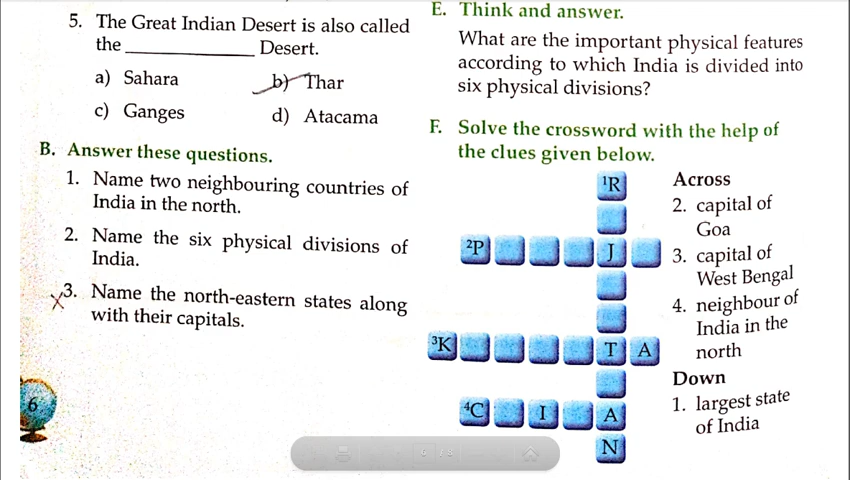 5. The Great Indian Desert is also called
the ____________ Desert.
a) Sahara
b) Thar
c) Ganges
d) Atacama
B. Answer these questions.
1. Name two neighbouring countries of
India in the north.
2. Name the six physical divisions of
India.
3. Name the north-eastern states along
with their capitals.
6
E. Think and answer.
What are the important physical features
according to which India is divided into
six physical divisions?
F. Solve the crossword with the help of
the clues given below.
1R
2P J
3K T A
4C I A
N
Across
2. capital of
Goa
3. capital of
West Bengal
4. neighbour of
India in the
north
Down
1. largest state
of India
6 / 8